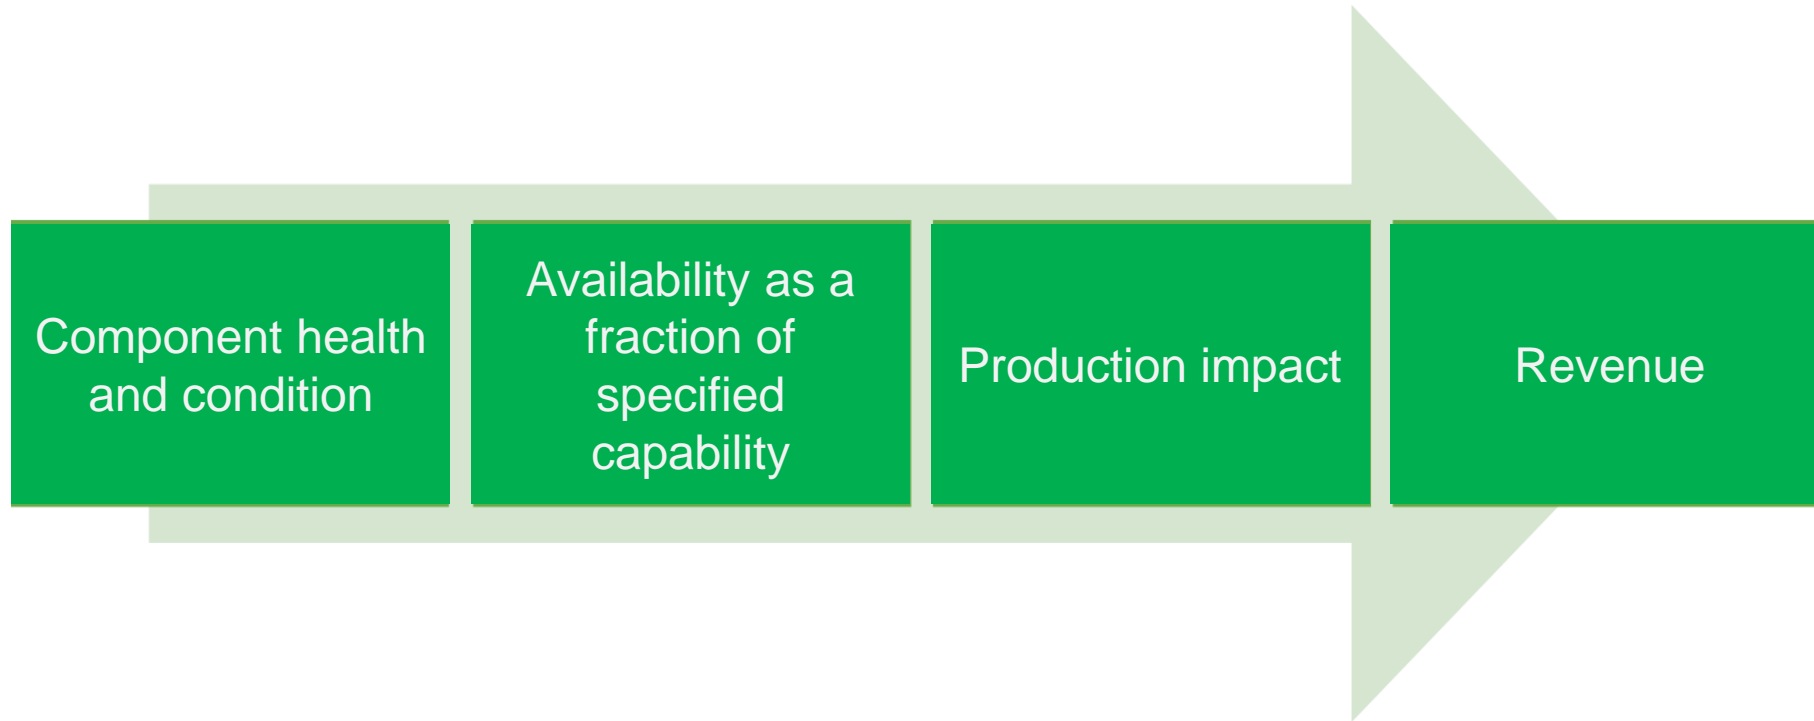 Component health
and condition
Availability as a
fraction of
specified
capability
Production impact
Revenue